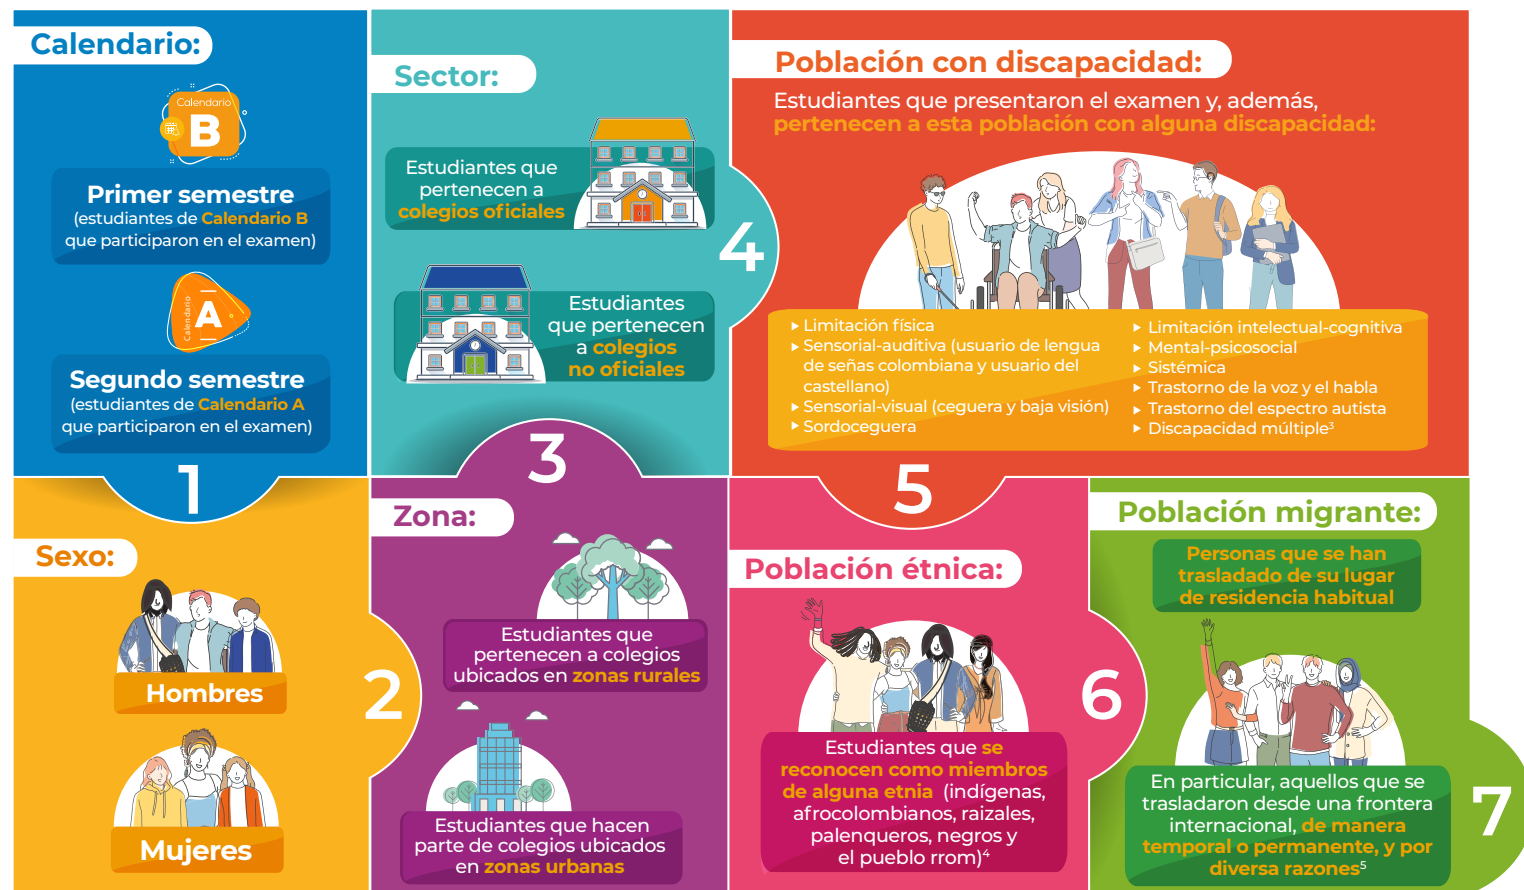 Calendario:
Calendario
B
Primer semestre
(estudiantes de Calendario B
que participaron en el examen)
Calendario
A
Segundo semestre
(estudiantes de Calendario A
que participaron en el examen)
1
Sexo:
Hombres
Mujeres
2
Zona:
Estudiantes que
pertenecen a colegios
ubicados en zonas rurales
Estudiantes que hacen
parte de colegios ubicados
en zonas urbanas
3
Sector:
Estudiantes que
pertenecen a
colegios oficiales
Estudiantes
que pertenecen
a colegios
no oficiales
4
Población con discapacidad:
Estudiantes que presentaron el examen y, además,
pertenecen a esta población con alguna discapacidad:
Limitación física
Sensorial-auditiva (usuario de lengua
de señas colombiana y usuario del
castellano)
Sensorial-visual (ceguera y baja visión)
Sordoceguera
Limitación intelectual-cognitiva
Mental-psicosocial
Sistémica
Trastorno de la voz y el habla
Trastorno del espectro autista
Discapacidad múltiple³
5
Población étnica:
Estudiantes que se
reconocen como miembros
de alguna etnia (indígenas,
afrocolombianos, raizales,
palenqueros, negros y
el pueblo rrom)⁴
6
Población migrante:
Personas que se han
trasladado de su lugar
de residencia habitual
En particular, aquellos que se
trasladaron desde una frontera
internacional, de manera
temporal o permanente, y por
diversa razones⁵
7